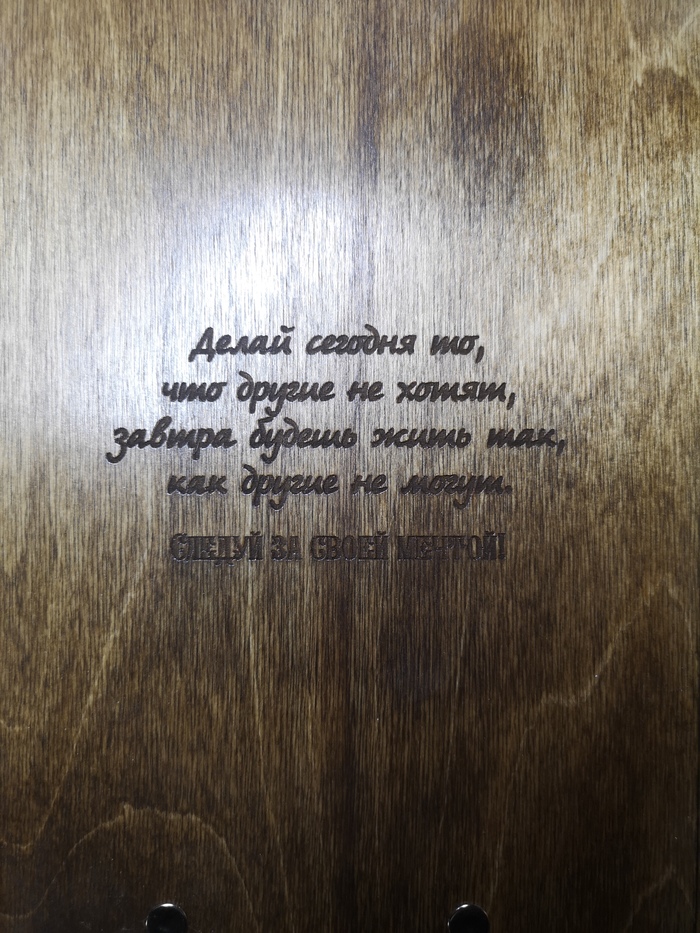 Делай сегодня то,
что другие не хотят,
завтра будешь жить так,
как другие не могут.
Следуй за своей мечтой!